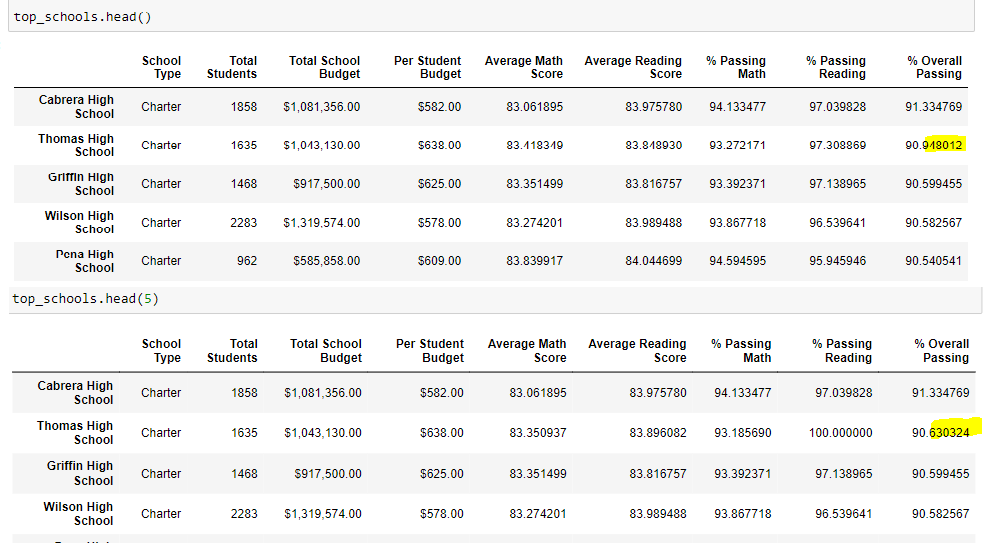 top_schools.head()
School Type Total Students Total School Budget Per Student Budget Average Math Score Average Reading Score % Passing Math % Passing Reading % Overall Passing
Cabrera High School Charter 1858 $1,081,356.00 $582.00 83.061895 83.975780 94.133477 97.039828 91.334769
Thomas High School Charter 1635 $1,043,130.00 $638.00 83.418349 83.848930 93.272171 97.308869 90.948012
Griffin High School Charter 1468 $917,500.00 $625.00 83.351499 83.816757 93.392371 97.138965 90.599455
Wilson High School Charter 2283 $1,319,574.00 $578.00 83.274201 83.989488 93.867718 96.539641 90.582567
Pena High School Charter 962 $585,858.00 $609.00 83.839917 84.044699 94.594595 95.945946 90.540541
top_schools.head(5)
School Type Total Students Total School Budget Per Student Budget Average Math Score Average Reading Score % Passing Math % Passing Reading % Overall Passing
Cabrera High School Charter 1858 $1,081,356.00 $582.00 83.061895 83.975780 94.133477 97.039828 91.334769
Thomas High School Charter 1635 $1,043,130.00 $638.00 83.350937 83.896082 93.185690 100.000000 90.630324
Griffin High School Charter 1468 $917,500.00 $625.00 83.351499 83.816757 93.392371 97.138965 90.599455
Wilson High School Charter 2283 $1,319,574.00 $578.00 83.274201 83.989488 93.867718 96.539641 90.582567